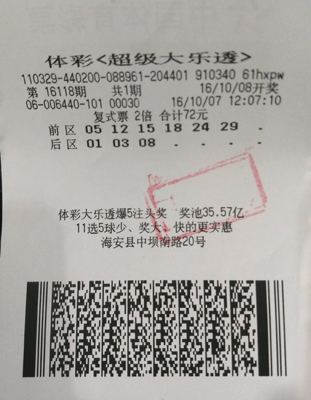 体彩<超级大乐透>
110329-440200-088961-204401 910340 61hxpw
第 16118期 共1期 16/10/08开奖
06-006440-101 00030 16/10/07 12:07:10
复式票 2倍 合计72元
前区 05 12 15 18 24 29 .
后区 01 03 08 . . . .
体彩大乐透爆5注头奖 奖池35.57亿
11选5球少、奖大、快的更实惠
海安县中坝南路20号